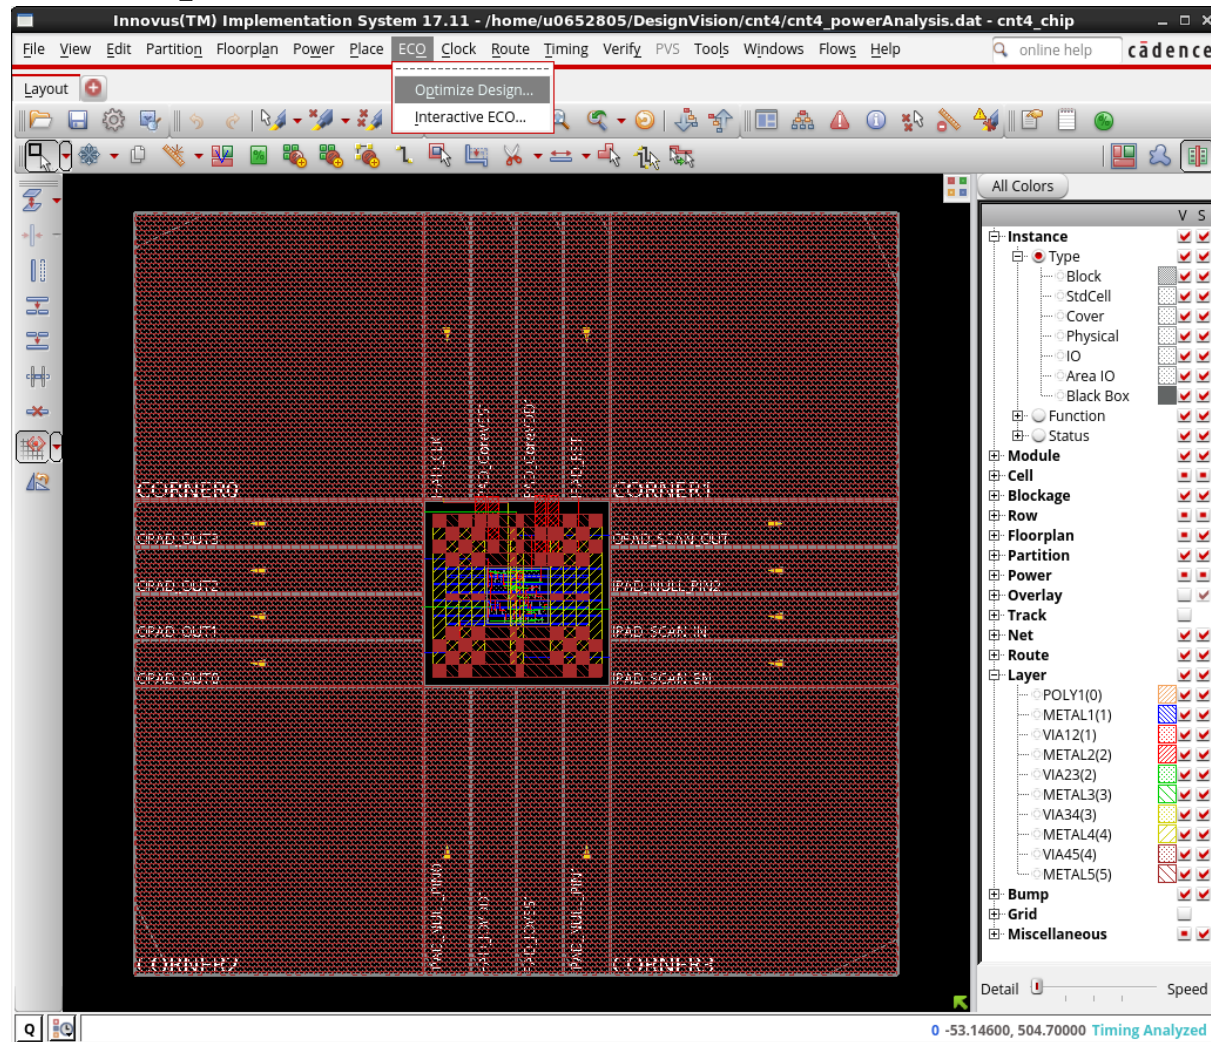 Innovus(TM) Implementation System 17.11 - /home/u0652805/DesignVision/cnt4/cnt4_powerAnalysis.dat - cnt4_chip
File View Edit Partition Floorplan Power Place ECO Clock Route Timing Verify PVS Tools Windows Flows Help
online help
cādence
Optimize Design...
Interactive ECO...
Layout
All Colors
V S
Instance
Type
Block
StdCell
Cover
Physical
IO
Area IO
Black Box
Function
Status
Module
Cell
Blockage
Row
Floorplan
Partition
Power
Overlay
Track
Net
Route
Layer
POLY1(0)
METAL1(1)
VIA12(1)
METAL2(2)
VIA23(2)
METAL3(3)
VIA34(3)
METAL4(4)
VIA45(4)
METAL5(5)
Bump
Grid
Miscellaneous
Detail
Speed
CORNER0
CORNER1
OPAD_OUT3
OPAD_SCAN_OUT
OPAD_OUT2
IPAD_NULL_PIN2
OPAD_OUT1
IPAD_SCAN_IN
OPAD_OUT0
IPAD_SCAN_EN
CORNER2
CORNER3
Q
0 -53.14600, 504.70000 Timing Analyzed